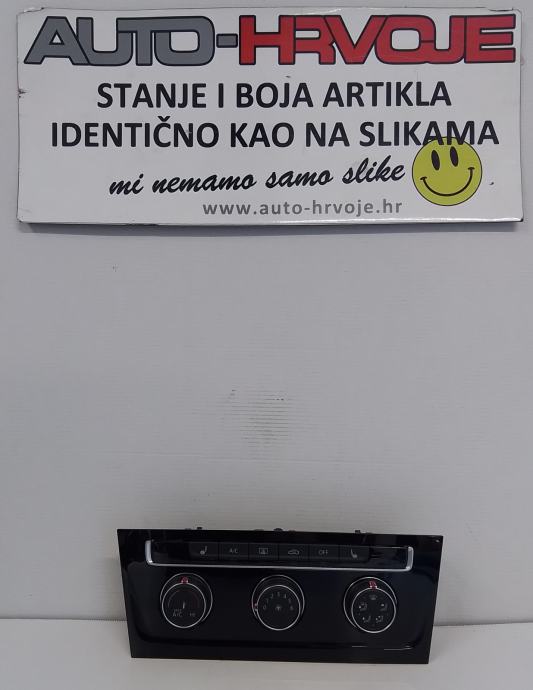 AUTO-HRVOJE
STANJE I BOJA ARTIKLA
IDENTIČNO KAO NA SLIKAMA
mi nemamo samo slike
www.auto-hrvoje.hr
A/C OFF